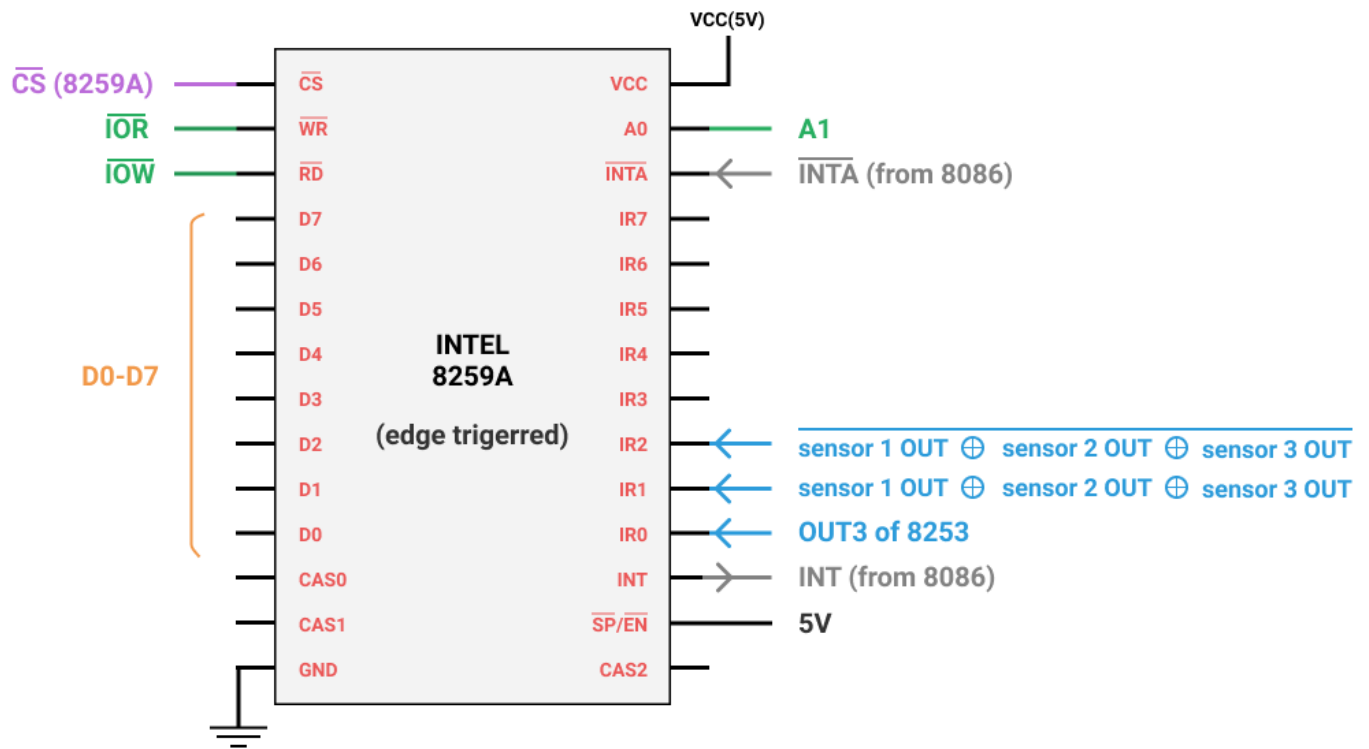 VCC(5V)
CS (8259A)
IOR
IOW
D0-D7
CS
WR
RD
D7
D6
D5
D4
D3
D2
D1
D0
CAS0
CAS1
GND
INTEL
8259A
(edge trigerred)
VCC
A0
INTA
IR7
IR6
IR5
IR4
IR3
IR2
IR1
IR0
INT
SP/EN
CAS2
A1
INTA (from 8086)
sensor 1 OUT ⊕ sensor 2 OUT ⊕ sensor 3 OUT
sensor 1 OUT ⊕ sensor 2 OUT ⊕ sensor 3 OUT
OUT3 of 8253
INT (from 8086)
5V